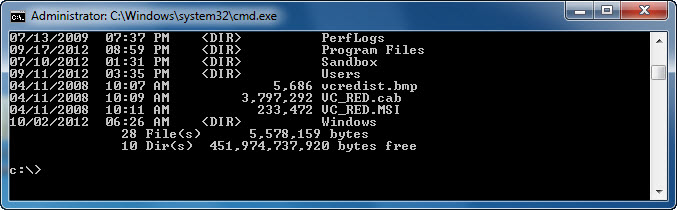 Administrator: C:\Windows\system32\cmd.exe
07/13/2009  07:37 PM    <DIR>          PerfLogs
09/17/2012  08:59 PM    <DIR>          Program Files
07/10/2012  01:31 PM    <DIR>          Sandbox
09/11/2012  03:35 PM    <DIR>          Users
04/11/2008  10:07 AM             5,686 vcredist.bmp
04/11/2008  10:09 AM         3,797,292 VC_RED.cab
04/11/2008  10:11 AM           233,472 VC_RED.MSI
10/02/2012  06:26 AM    <DIR>          Windows
              28 File(s)      5,578,159 bytes
              10 Dir(s)  451,974,737,920 bytes free
c:\>